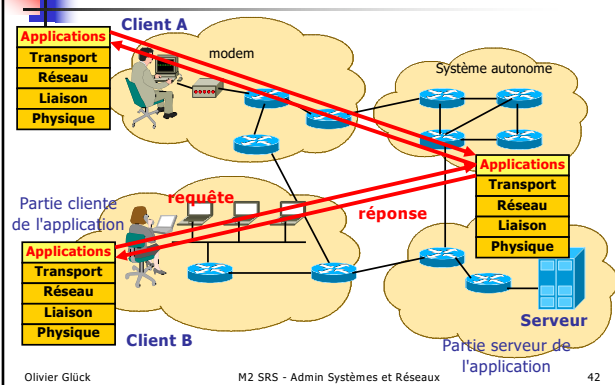 Client A
Applications
Transport
Réseau
Liaison
Physique
modem
Système autonome
Applications
Transport
Réseau
Liaison
Physique
requête
réponse
Partie cliente
de l'application
Applications
Transport
Réseau
Liaison
Physique
Client B
Serveur
Partie serveur de
l'application
Olivier Glück
M2 SRS - Admin Systèmes et Réseaux
42